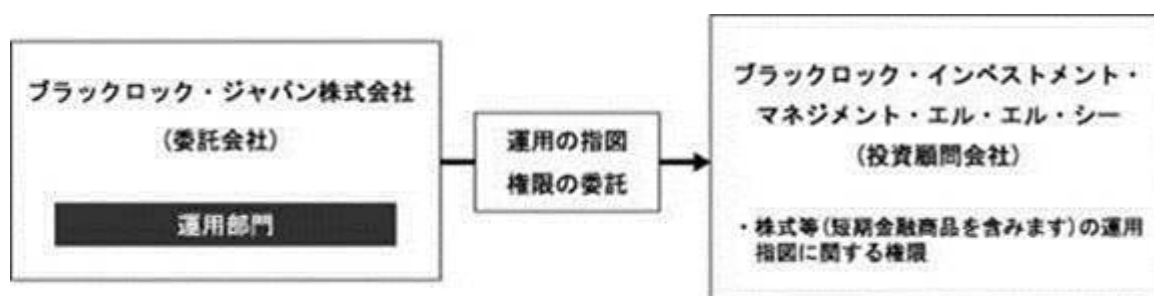 ブラックロック・ジャパン株式会社
(委託会社)
運用部門
運用の指図
権限の委託
ブラックロック・インベストメント・
マネジメント・エル・エル・シー
(投資顧問会社)
・株式等(短期金融商品を含みます)の運用
指図に関する権限